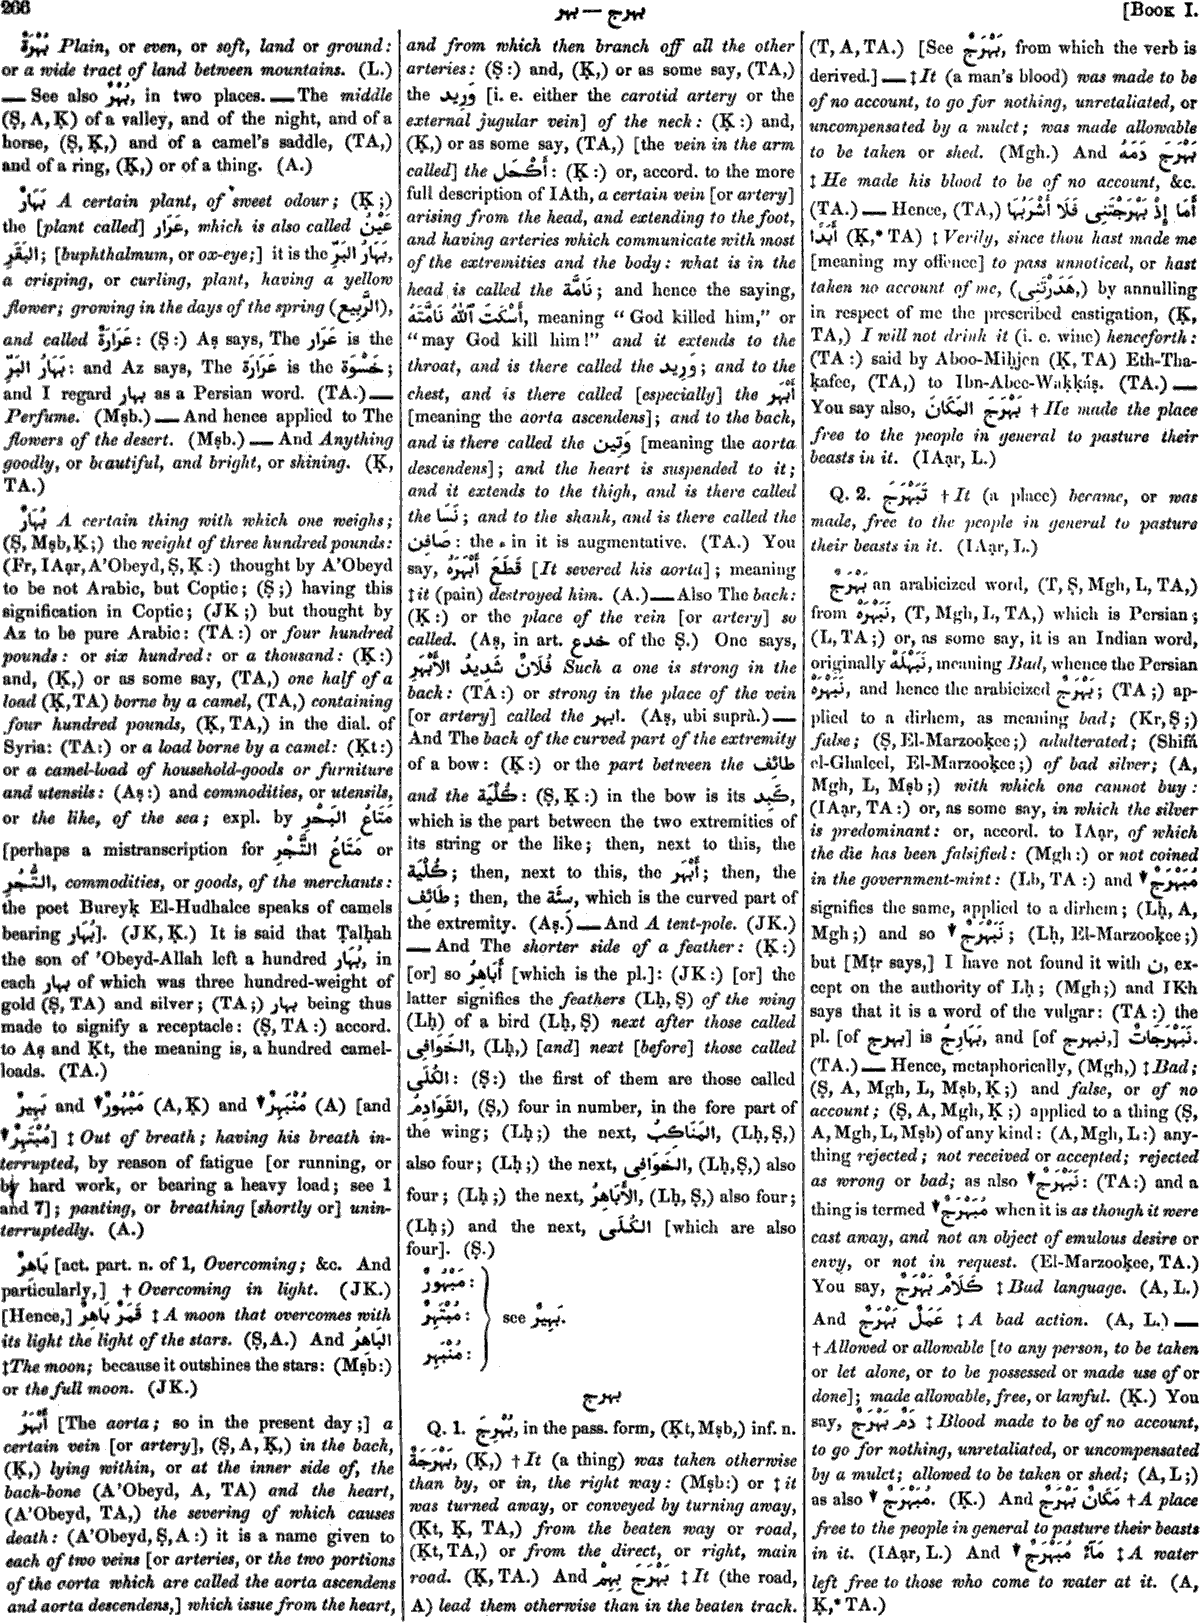 266
بهر — بهرج
[Book I.
بُهْرَةٌ Plain, or even, or soft, land or ground:
or a wide tract of land between mountains. (L.)
— See also بُهْرٌ, in two places. — The middle
(Ṣ, A, Ḳ) of a valley, and of the night, and of a
horse, (Ṣ, Ḳ,) and of a camel's saddle, (TA,)
and of a ring, (Ḳ,) or of a thing. (A.)
بَهَارٌ A certain plant, of sweet odour; (Ḳ;)
the [plant called] عَرَار, which is also called عَيْنُ
البَقَرِ; [buphthalmum, or ox-eye;] it is the بَهَارُ البَرِّ,
a crisping, or curling, plant, having a yellow
flower; growing in the days of the spring (الرَّبِيع),
and called عَرَارَةٌ: (Ṣ:) Aṣ says, The عَرَار is the
بَهَارُ البَرِّ: and Az says, The عَرَارَة is the حَنْوَة;
and I regard بهار as a Persian word. (TA.) —
Perfume. (Mṣb.) — And hence applied to The
flowers of the desert. (Mṣb.) — And Anything
goodly, or beautiful, and bright, or shining. (Ḳ,
TA.)
بُهَارٌ A certain thing with which one weighs;
(Ṣ, Mṣb, Ḳ;) the weight of three hundred pounds:
(Fr, IAạr, A'Obeyd, Ṣ, Ḳ:) thought by A'Obeyd
to be not Arabic, but Coptic; (Ṣ;) having this
signification in Coptic; (JK;) but thought by
Az to be pure Arabic: (TA:) or four hundred
pounds: or six hundred: or a thousand: (Ḳ:)
and, (Ḳ,) or as some say, (TA,) one half of a
load (Ḳ, TA) borne by a camel, (TA,) containing
four hundred pounds, (Ḳ, TA,) in the dial. of
Syria: (TA:) or a load borne by a camel: (Ḳt:)
or a camel-load of household-goods or furniture
and utensils: (Aṣ:) and commodities, or utensils,
or the like, of the sea; expl. by مَتَاعُ البَحْرِ
[perhaps a mistranscription for مَتَاعُ التَّجْرِ or
التُّجُرِ, commodities, or goods, of the merchants:
the poet Bureyḳ El-Hudhalee speaks of camels
bearing بُهَار]. (JK, Ḳ.) It is said that Ṭalḥah
the son of 'Obeyd-Allah left a hundred بُهَار, in
each بهار of which was three hundred-weight of
gold (Ṣ, TA) and silver; (TA;) بهار being thus
made to signify a receptacle: (Ṣ, TA:) accord.
to Aṣ and Ḳt, the meaning is, a hundred camel-
loads. (TA.)
بَهِيرٌ and ▼ مَبْهُورٌ (A, Ḳ) and ▼ مُنْبَهِرٌ (A) [and
▼ مُبْتَهِرٌ] ‡ Out of breath; having his breath in-
terrupted, by reason of fatigue [or running, or
by hard work, or bearing a heavy load; see 1
and 7]; panting, or breathing [shortly or] unin-
terruptedly. (A.)
بَاهِرٌ [act. part. n. of 1, Overcoming; &c. And
particularly,] † Overcoming in light. (JK.)
[Hence,] قَمَرٌ بَاهِرٌ ‡ A moon that overcomes with
its light the light of the stars. (Ṣ, A.) And البَاهِرُ
‡ The moon; because it outshines the stars: (Mṣb:)
or the full moon. (JK.)
أَبْهَرُ [The aorta; so in the present day;] a
certain vein [or artery], (Ṣ, A, Ḳ,) in the back,
(Ḳ,) lying within, or at the inner side of, the
back-bone (A'Obeyd, A, TA) and the heart,
(A'Obeyd, TA,) the severing of which causes
death: (A'Obeyd, Ṣ, A:) it is a name given to
each of two veins [or arteries, or the two portions
of the aorta which are called the aorta ascendens
and aorta descendens,] which issue from the heart,
and from which then branch off all the other
arteries: (Ṣ:) and, (Ḳ,) or as some say, (TA,)
the وَرِيد [i. e. either the carotid artery or the
external jugular vein] of the neck: (Ḳ:) and,
(Ḳ,) or as some say, (TA,) [the vein in the arm
called] the أَكْحَل: (Ḳ:) or, accord. to the more
full description of IAth, a certain vein [or artery]
arising from the head, and extending to the foot,
and having arteries which communicate with most
of the extremities and the body: what is in the
head is called the نَامَّة; and hence the saying,
أَسْكَتَ ٱللّٰهُ نَامَّتَهُ, meaning "God killed him," or
"may God kill him!" and it extends to the
throat, and is there called the وَرِيد; and to the
chest, and is there called [especially] the أَبْهَر
[meaning the aorta ascendens]; and to the back,
and is there called the وَتِين [meaning the aorta
descendens]; and the heart is suspended to it;
and it extends to the thigh, and is there called
the نَسَا; and to the shank, and is there called the
صَافِن: the ء in it is augmentative. (TA.) You
say, قَطَعَ أَبْهَرَهُ [It severed his aorta]; meaning
‡ it (pain) destroyed him. (A.) — Also The back:
(Ḳ:) or the place of the vein [or artery] so
called. (Aṣ, in art. خدع of the Ṣ.) One says,
فُلَانٌ شَدِيدُ الأَبْهَرِ Such a one is strong in the
back: (TA:) or strong in the place of the vein
[or artery] called the ابهر. (Aṣ, ubi suprà.) —
And The back of the curved part of the extremity
of a bow: (Ḳ:) or the part between the طَائِف
and the كُلْيَة: (Ṣ, Ḳ:) in the bow is its كَبِد,
which is the part between the two extremities of
its string or the like; then, next to this, the
كُلْيَة; then, next to this, the أَبْهَر; then, the
طَائِف; then, the سِئَة, which is the curved part of
the extremity. (Aṣ.) — And A tent-pole. (JK.)
— And The shorter side of a feather: (Ḳ:)
[or] so أَبَاهِرُ [which is the pl.]: (JK:) [or] the
latter signifies the feathers (Lḥ, Ṣ) of the wing
(Lḥ) of a bird (Lḥ, Ṣ) next after those called
الخَوَافِى, (Lḥ,) [and] next [before] those called
الكُلَى: (Ṣ:) the first of them are those called
القَوَادِمُ, (Ṣ,) four in number, in the fore part of
the wing; (Lḥ;) the next, المَنَاكِبُ, (Lḥ, Ṣ,)
also four; (Lḥ;) the next, الخَوَافِى, (Lḥ, Ṣ,) also
four; (Lḥ;) the next, الأَبَاهِرُ, (Lḥ, Ṣ,) also four;
(Lḥ;) and the next, الكُلَى [which are also
four]. (Ṣ.)
مَبْهُورٌ:
مُبْتَهِرٌ:
مُنْبَهِر:
see بَهِيرٌ.
بهرج
Q. 1. بُهْرِجَ, in the pass. form, (Ḳt, Mṣb,) inf. n.
بَهْرَجَةٌ, (Ḳ,) † It (a thing) was taken otherwise
than by, or in, the right way: (Mṣb:) or ‡ it
was turned away, or conveyed by turning away,
(Ḳt, Ḳ, TA,) from the beaten way or road,
(Ḳt, TA,) or from the direct, or right, main
road. (Ḳ, TA.) And بَهْرَجَ بِهِمْ ‡ It (the road,
A) lead them otherwise than in the beaten track.
(T, A, TA.) [See بَهْرَجٌ, from which the verb is
derived.] — ‡ It (a man's blood) was made to be
of no account, to go for nothing, unretaliated, or
uncompensated by a mulct; was made allowable
to be taken or shed. (Mgh.) And بَهْرَجَ دَمَهُ
‡ He made his blood to be of no account, &c.
(TA.) — Hence, (TA,) أَمَا إِذْ بَهْرَجْتَنِى فَلَا أَشْرَبُهَا
أَبَدًا (Ḳ,* TA) ‡ Verily, since thou hast made me
[meaning my offence] to pass unnoticed, or hast
taken no account of me, (هَدَرْتَنِى,) by annulling
in respect of me the prescribed castigation, (Ḳ,
TA,) I will not drink it (i. e. wine) henceforth:
(TA:) said by Aboo-Miḥjen (Ḳ, TA) Eth-Tha-
ḳafee, (TA,) to Ibn-Abee-Waḳḳáṣ. (TA.) —
You say also, بَهْرَجَ المَكَانَ † He made the place
free to the people in general to pasture their
beasts in it. (IAạr, L.)
Q. 2. تَبَهْرَجَ † It (a place) became, or was
made, free to the people in general to pasture
their beasts in it. (IAạr, L.)
بَهْرَجٌ an arabicized word, (T, Ṣ, Mgh, L, TA,)
from نَبَهْرَهْ, (T, Mgh, L, TA,) which is Persian;
(L, TA;) or, as some say, it is an Indian word,
originally نَبَهْلَهْ, meaning Bad, whence the Persian
نَبَهْرَهْ, and hence the arabicized بَهْرَجٌ; (TA;) ap-
plied to a dirhem, as meaning bad; (Kr, Ṣ;)
false; (Ṣ, El-Marzooḳee;) adulterated; (Shifá
el-Ghaleel, El-Marzooḳee;) of bad silver; (A,
Mgh, L, Mṣb;) with which one cannot buy:
(IAạr, TA:) or, as some say, in which the silver
is predominant: or, accord. to IAạr, of which
the die has been falsified: (Mgh:) or not coined
in the government-mint: (Lḥ, TA:) and ▼ مُبَهْرَجٌ
signifies the same, applied to a dirhem; (Lḥ, A,
Mgh;) and so ▼ نَبَهْرَجٌ; (Lḥ, El-Marzooḳee;)
but [Mṭr says,] I have not found it with ن, ex-
cept on the authority of Lḥ; (Mgh;) and IKh
says that it is a word of the vulgar: (TA:) the
pl. [of بهرج] is بَهَارِجُ, and [of نبهرج,] نَبَهْرَجَاتٌ.
(TA.) — Hence, metaphorically, (Mgh,) ‡ Bad;
(Ṣ, A, Mgh, L, Mṣb, Ḳ;) and false, or of no
account; (Ṣ, A, Mgh, Ḳ;) applied to a thing (Ṣ,
A, Mgh, L, Mṣb) of any kind: (A, Mgh, L:) any-
thing rejected; not received or accepted; rejected
as wrong or bad; as also ▼ نَبَهْرَجٌ: (TA:) and a
thing is termed ▼ مُبَهْرَجٌ when it is as though it were
cast away, and not an object of emulous desire or
envy, or not in request. (El-Marzooḳee, TA.)
You say, كَلَامٌ بَهْرَجٌ ‡ Bad language. (A, L.)
And عَمَلٌ بَهْرَجٌ ‡ A bad action. (A, L.) —
† Allowed or allowable [to any person, to be taken
or let alone, or to be possessed or made use of or
done]; made allowable, free, or lawful. (Ḳ.) You
say, دَمٌ بَهْرَجٌ ‡ Blood made to be of no account,
to go for nothing, unretaliated, or uncompensated
by a mulct; allowed to be taken or shed; (A, L;)
as also ▼ مُبَهْرَجٌ. (Ḳ.) And مَكَانٌ بَهْرَجٌ † A place
free to the people in general to pasture their beasts
in it. (IAạr, L.) And ▼ مَآءٌ مُبَهْرَجٌ ‡ A water
left free to those who come to water at it. (A,
Ḳ,* TA.)